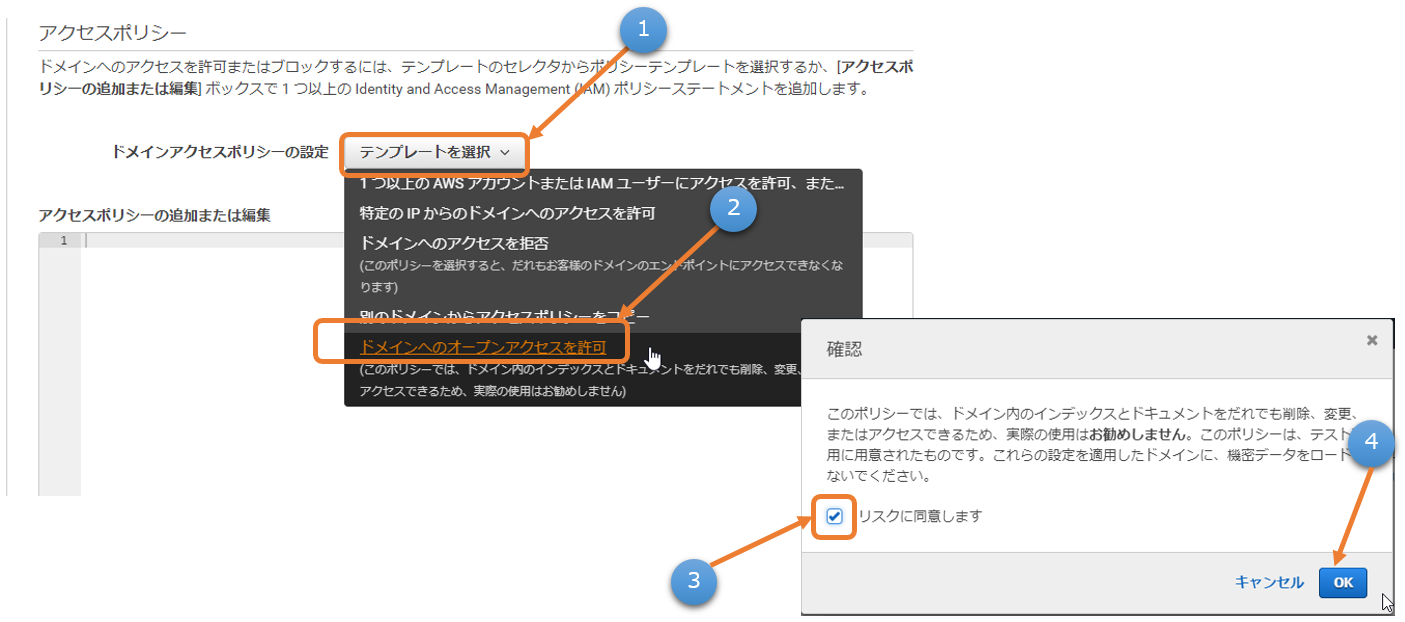 アクセスポリシー
ドメインへのアクセスを許可またはブロックするには、テンプレートのセレクタからポリシーテンプレートを選択するか、[アクセスポ
リシーの追加または編集] ボックスで 1 つ以上の Identity and Access Management (IAM) ポリシーステートメントを追加します。
1
ドメインアクセスポリシーの設定 テンプレートを選択
1 つ以上の AWS アカウントまたは IAM ユーザーにアクセスを許可、また...
2
特定の IP からのドメインへのアクセスを許可
アクセスポリシーの追加または編集
1
ドメインへのアクセスを拒否
(このポリシーを選択すると、だれもお客様のドメインのエンドポイントにアクセスできなくな
ります)
別のドメインからアクセスポリシーをコピー
ドメインへのオープンアクセスを許可
(このポリシーでは、ドメイン内のインデックスとドキュメントをだれでも削除、変更、
アクセスできるため、実際の使用はお勧めしません)
確認
このポリシーでは、ドメイン内のインデックスとドキュメントをだれでも削除、変更、
またはアクセスできるため、実際の使用はお勧めしません。このポリシーは、テスト
用に用意されたものです。これらの設定を適用したドメインに、機密データをロード
ないでください。
4
リスクに同意します
3
キャンセル OK